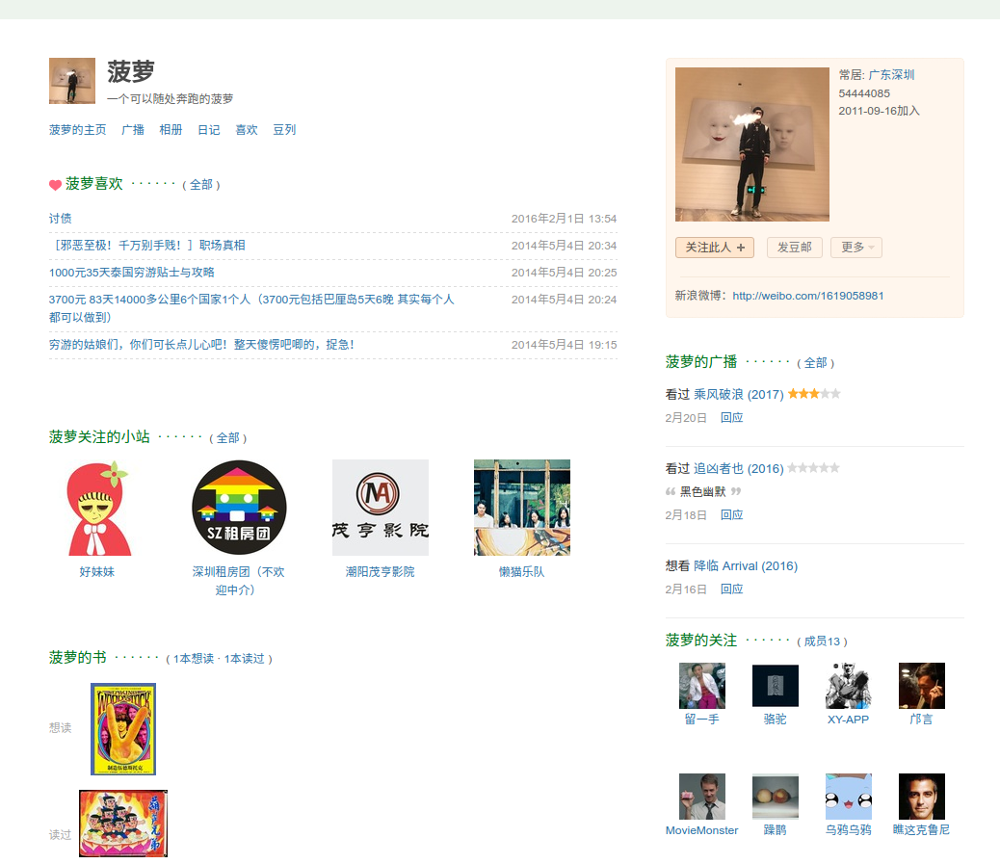 菠萝
一个可以随处奔跑的菠萝
菠萝的主页 广播 相册 日记 喜欢 豆列
菠萝喜欢 · · · · · · ( 全部 )
讨债 2016年2月1日 13:54
［邪恶至极！千万别手贱！］职场真相 2014年5月4日 20:34
1000元35天泰国穷游贴士与攻略 2014年5月4日 20:25
3700元 83天14000多公里6个国家1个人（3700元包括巴厘岛5天6晚 其实每个人 2014年5月4日 20:24
都可以做到）
穷游的姑娘们，你们可长点儿心吧！整天傻愣吧唧的，捉急！ 2014年5月4日 19:15
菠萝关注的小站 · · · · · · ( 全部 )
SZ租房团
茂亨影院
好妹妹
深圳租房团（不欢
迎中介）
潮阳茂亨影院
懒猫乐队
菠萝的书 · · · · · · ( 1本想读 · 1本读过 )
想读
WOODSTOCK
制造伍德斯托克
读过
葫芦兄弟
常居: 广东深圳
54444085
2011-09-16加入
关注此人 +
发豆邮
更多
新浪微博：http://weibo.com/1619058981
菠萝的广播 · · · · · · ( 全部 )
看过 乘风破浪 (2017)
2月20日 回应
看过 追凶者也 (2016)
黑色幽默
2月18日 回应
想看 降临 Arrival (2016)
2月16日 回应
菠萝的关注 · · · · · · ( 成员13 )
留一手 骆驼 XY-APP 邝言
MovieMonster 躁鹊 乌鸦乌鸦 瞧这克鲁尼